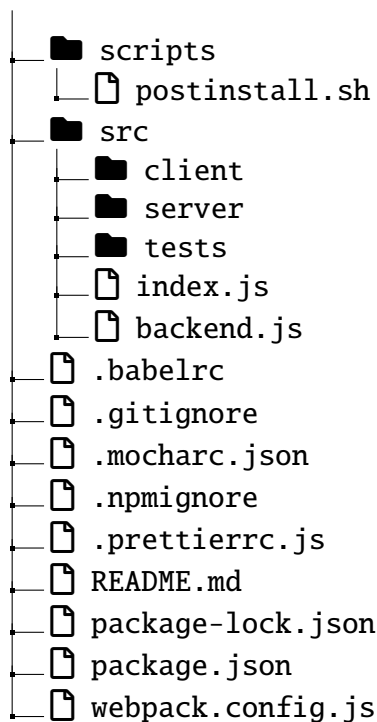 scripts
postinstall.sh
src
client
server
tests
index.js
backend.js
.babelrc
.gitignore
.mocharc.json
.npmignore
.prettierrc.js
README.md
package-lock.json
package.json
webpack.config.js